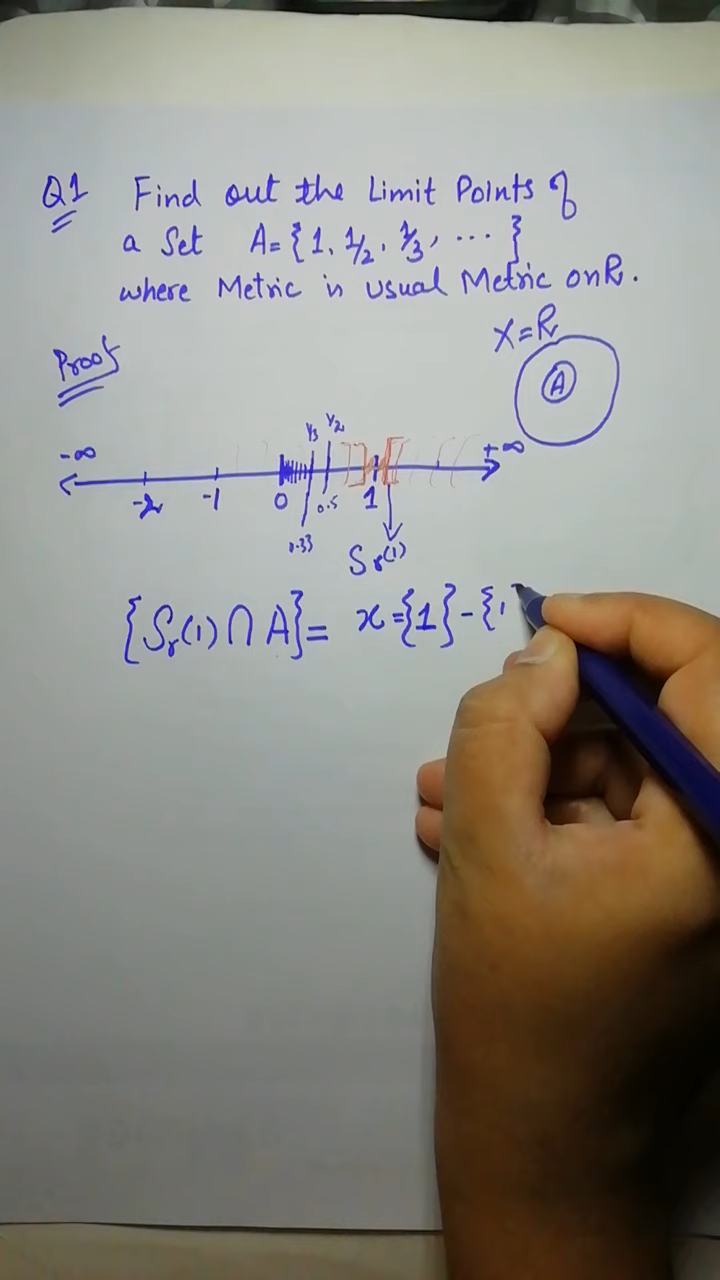 Q1 Find out the Limit Points of
a Set A = {1, 1/2, 1/3, ... }
where Metric is usual Metric on R.
Proof
X = R
A
1/3 1/2
-∞ +∞
-2 -1 0 0.5 1
0.33
Sr(1)
{Sr(1) ∩ A} = x = {1} - {1